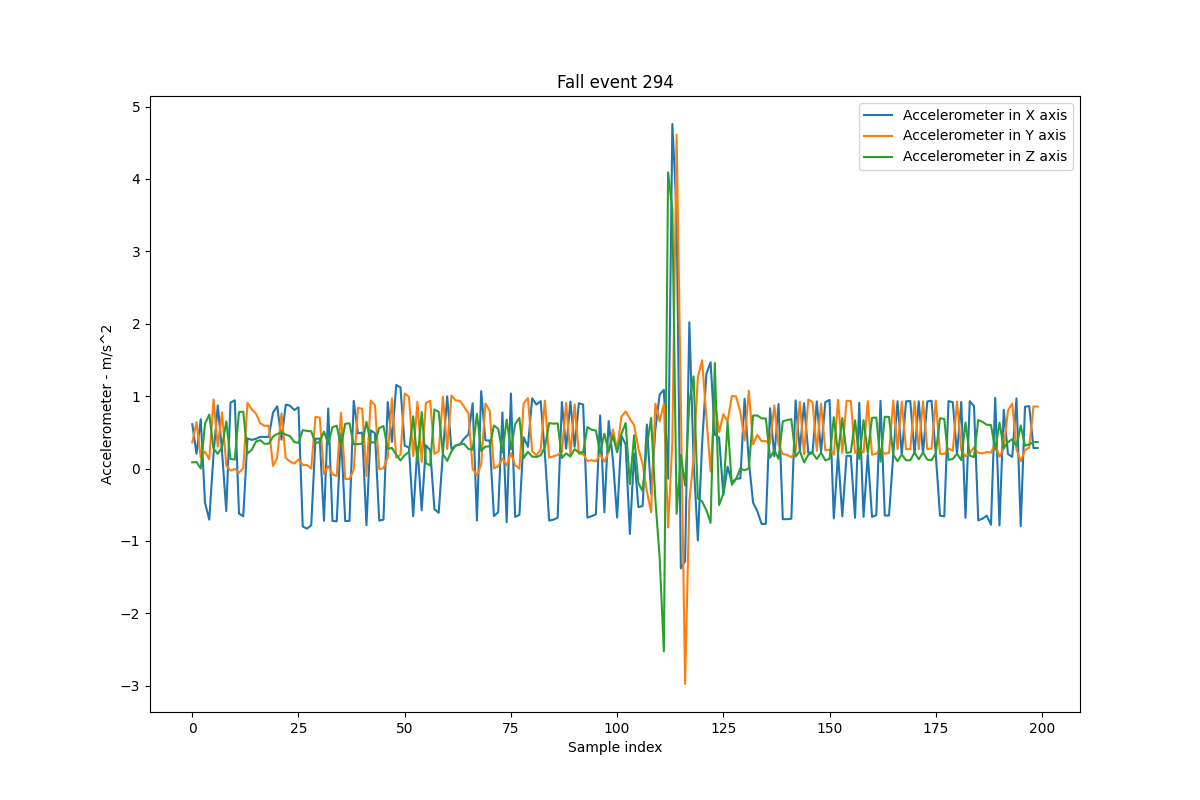 Fall event 294
Accelerometer in X axis
Accelerometer in Y axis
Accelerometer in Z axis
Accelerometer - m/s^2
5
4
3
2
1
0
−1
−2
−3
0 25 50 75 100 125 150 175 200
Sample index